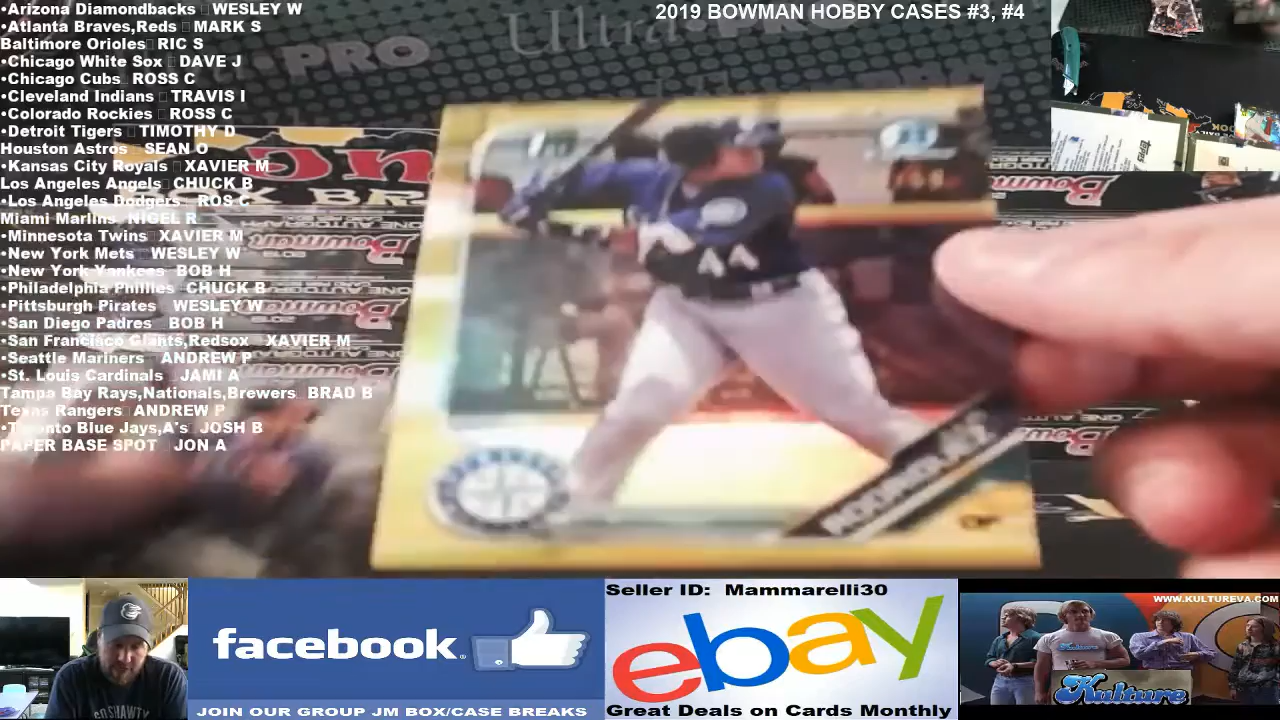 •Arizona Diamondbacks WESLEY W
•Atlanta Braves,Reds MARK S
Baltimore Orioles RIC S
•Chicago White Sox DAVE J
•Chicago Cubs ROSS C
•Cleveland Indians TRAVIS I
•Colorado Rockies ROSS C
•Detroit Tigers TIMOTHY D
Houston Astros SEAN O
•Kansas City Royals XAVIER M
Los Angeles Angels CHUCK B
•Los Angeles Dodgers ROS C
Miami Marlins NIGEL R
•Minnesota Twins XAVIER M
•New York Mets WESLEY W
•New York Yankees BOB H
•Philadelphia Phillies CHUCK B
•Pittsburgh Pirates WESLEY W
•San Diego Padres BOB H
•San Francisco Giants,Redsox XAVIER M
•Seattle Mariners ANDREW P
•St. Louis Cardinals JAMI A
Tampa Bay Rays,Nationals,Brewers BRAD B
Texas Rangers ANDREW P
•Toronto Blue Jays,A's JOSH B
PAPER BASE SPOT JON A
2019 BOWMAN HOBBY CASES #3, #4
Ultra PRO
PRO
44
RODRIGUEZ
OF
Bowman
facebook
JOIN OUR GROUP JM BOX/CASE BREAKS
Seller ID: Mammarelli30
ebay
Great Deals on Cards Monthly
WWW.KULTUREVA.COM
Kulture